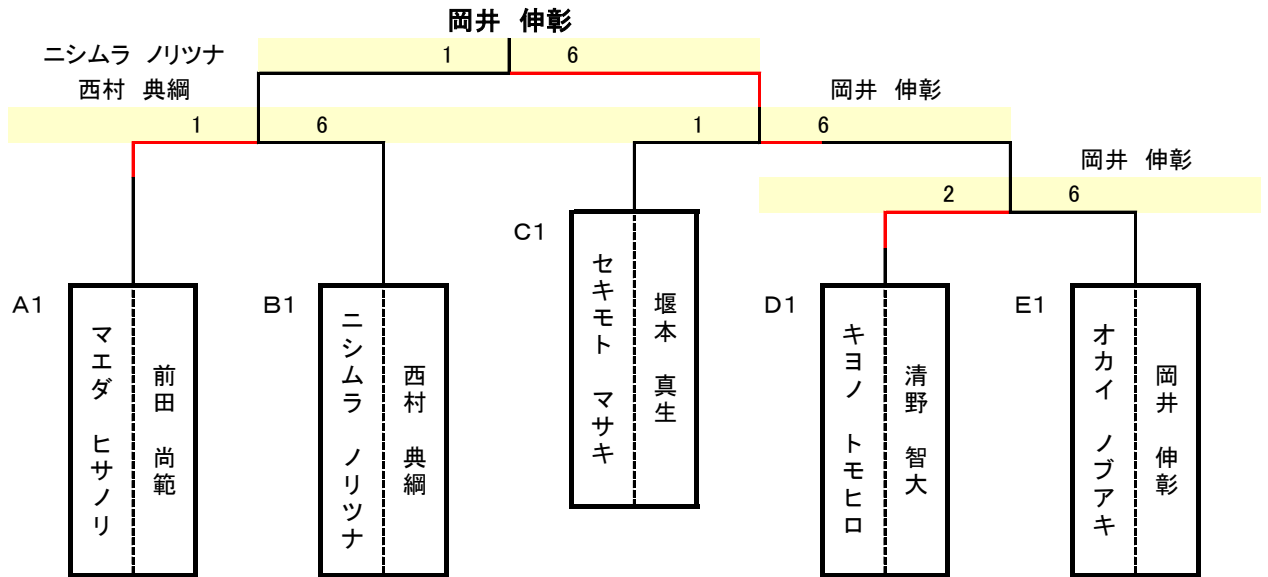 岡井 伸彰
ニシムラ ノリツナ
1 6
西村 典綱
岡井 伸彰
1 6 1 6
岡井 伸彰
2 6
C1
A1
B1
D1
E1
マエダ ヒサノリ
前田 尚範
ニシムラ ノリツナ
西村 典綱
セキモト マサキ
堰本 真生
キヨノ トモヒロ
清野 智大
オカイ ノブアキ
岡井 伸彰